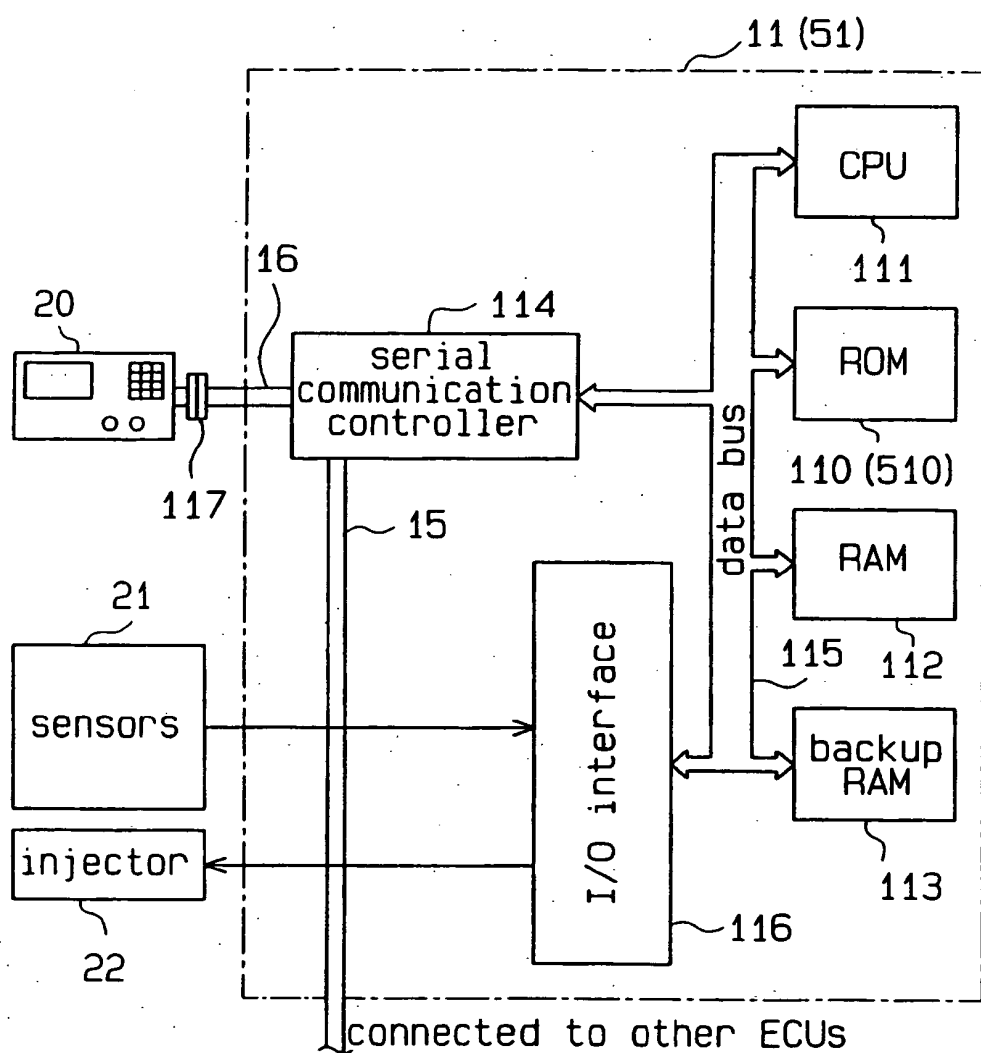 11 (51)
CPU
111
16
20
114
serial
communication
controller
ROM
110 (510)
117
15
data bus
RAM
112
21
sensors
115
I/O interface
backup
RAM
113
injector
22
116
connected to other ECUs